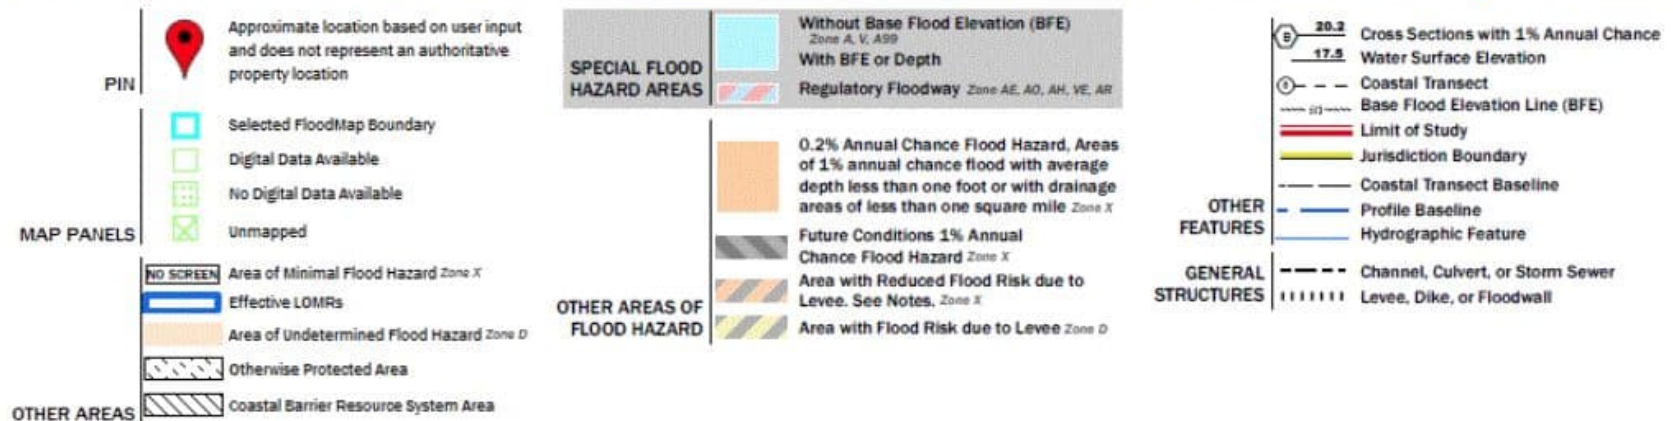 PIN
Approximate location based on user input
and does not represent an authoritative
property location
MAP PANELS
Selected FloodMap Boundary
Digital Data Available
No Digital Data Available
Unmapped
OTHER AREAS
NO SCREEN Area of Minimal Flood Hazard Zone X
Effective LOMRs
Area of Undetermined Flood Hazard Zone D
Otherwise Protected Area
Coastal Barrier Resource System Area
SPECIAL FLOOD
HAZARD AREAS
Without Base Flood Elevation (BFE)
Zone A, V, A99
With BFE or Depth
Regulatory Floodway Zone AE, AO, AH, VE, AR
OTHER AREAS OF
FLOOD HAZARD
0.2% Annual Chance Flood Hazard, Areas
of 1% annual chance flood with average
depth less than one foot or with drainage
areas of less than one square mile Zone X
Future Conditions 1% Annual
Chance Flood Hazard Zone X
Area with Reduced Flood Risk due to
Levee. See Notes. Zone X
Area with Flood Risk due to Levee Zone D
OTHER
FEATURES
B 20.2 Cross Sections with 1% Annual Chance
17.5 Water Surface Elevation
Coastal Transect
Base Flood Elevation Line (BFE)
Limit of Study
Jurisdiction Boundary
Coastal Transect Baseline
Profile Baseline
Hydrographic Feature
GENERAL
STRUCTURES
Channel, Culvert, or Storm Sewer
Levee, Dike, or Floodwall